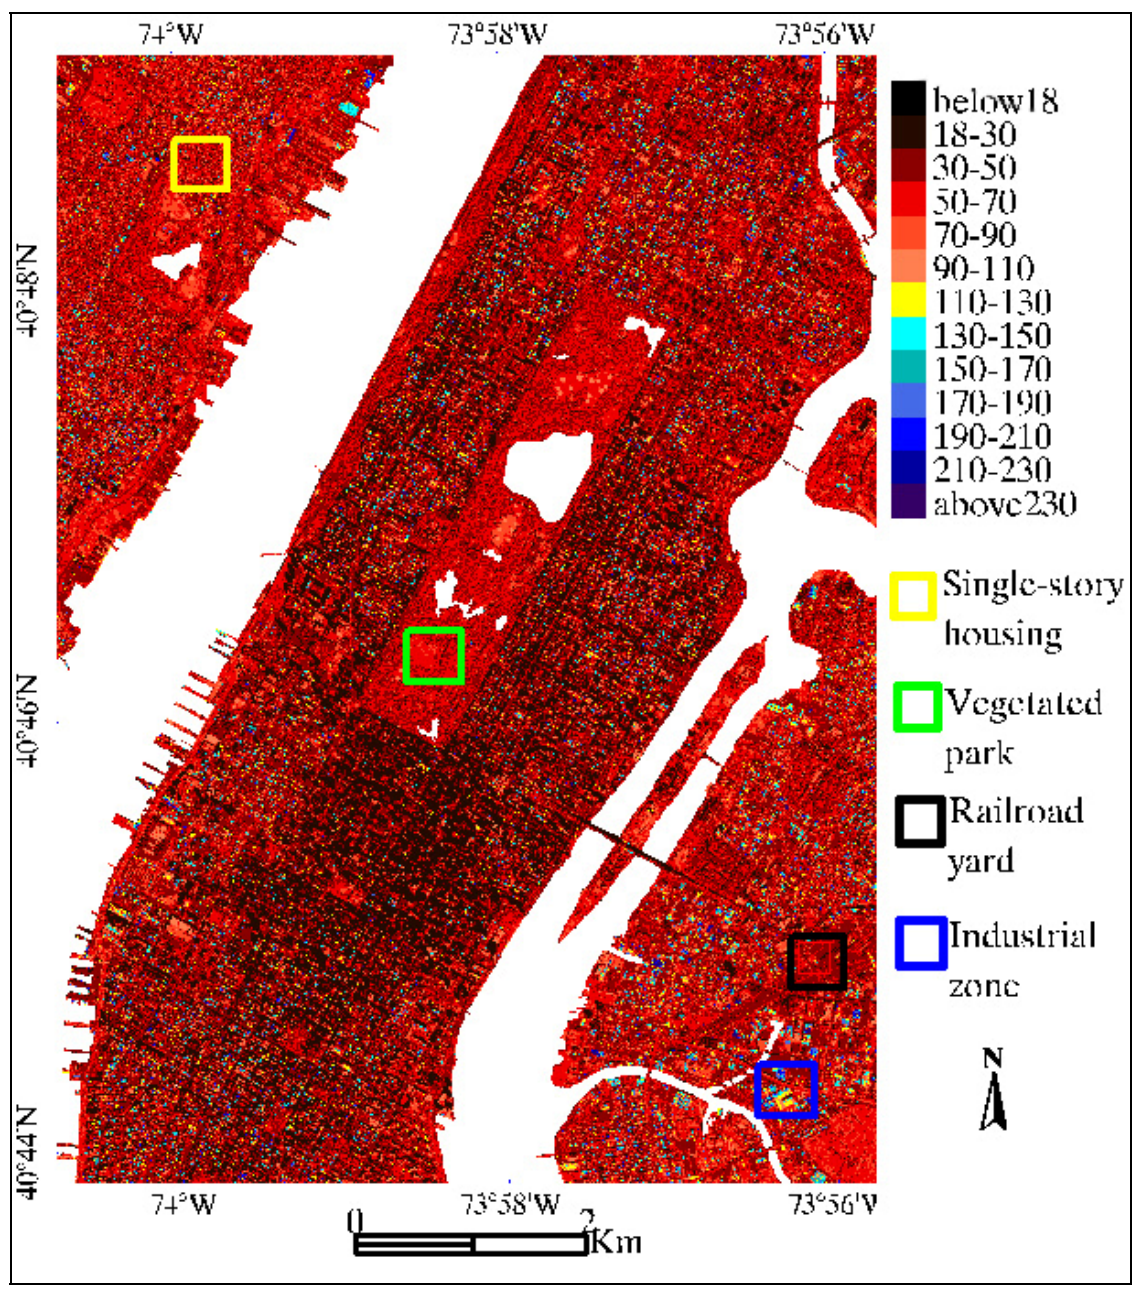 74°W 73°58'W 73°56'W
below18
18-30
30-50
50-70
70-90
90-110
110-130
130-150
150-170
170-190
190-210
210-230
above230
40°48'N
40°46'N
40°44'N
Single-story
housing
Vegetated
park
Railroad
yard
Industrial
zone
N
74°W 73°58'W 73°56'W
0 2
Km